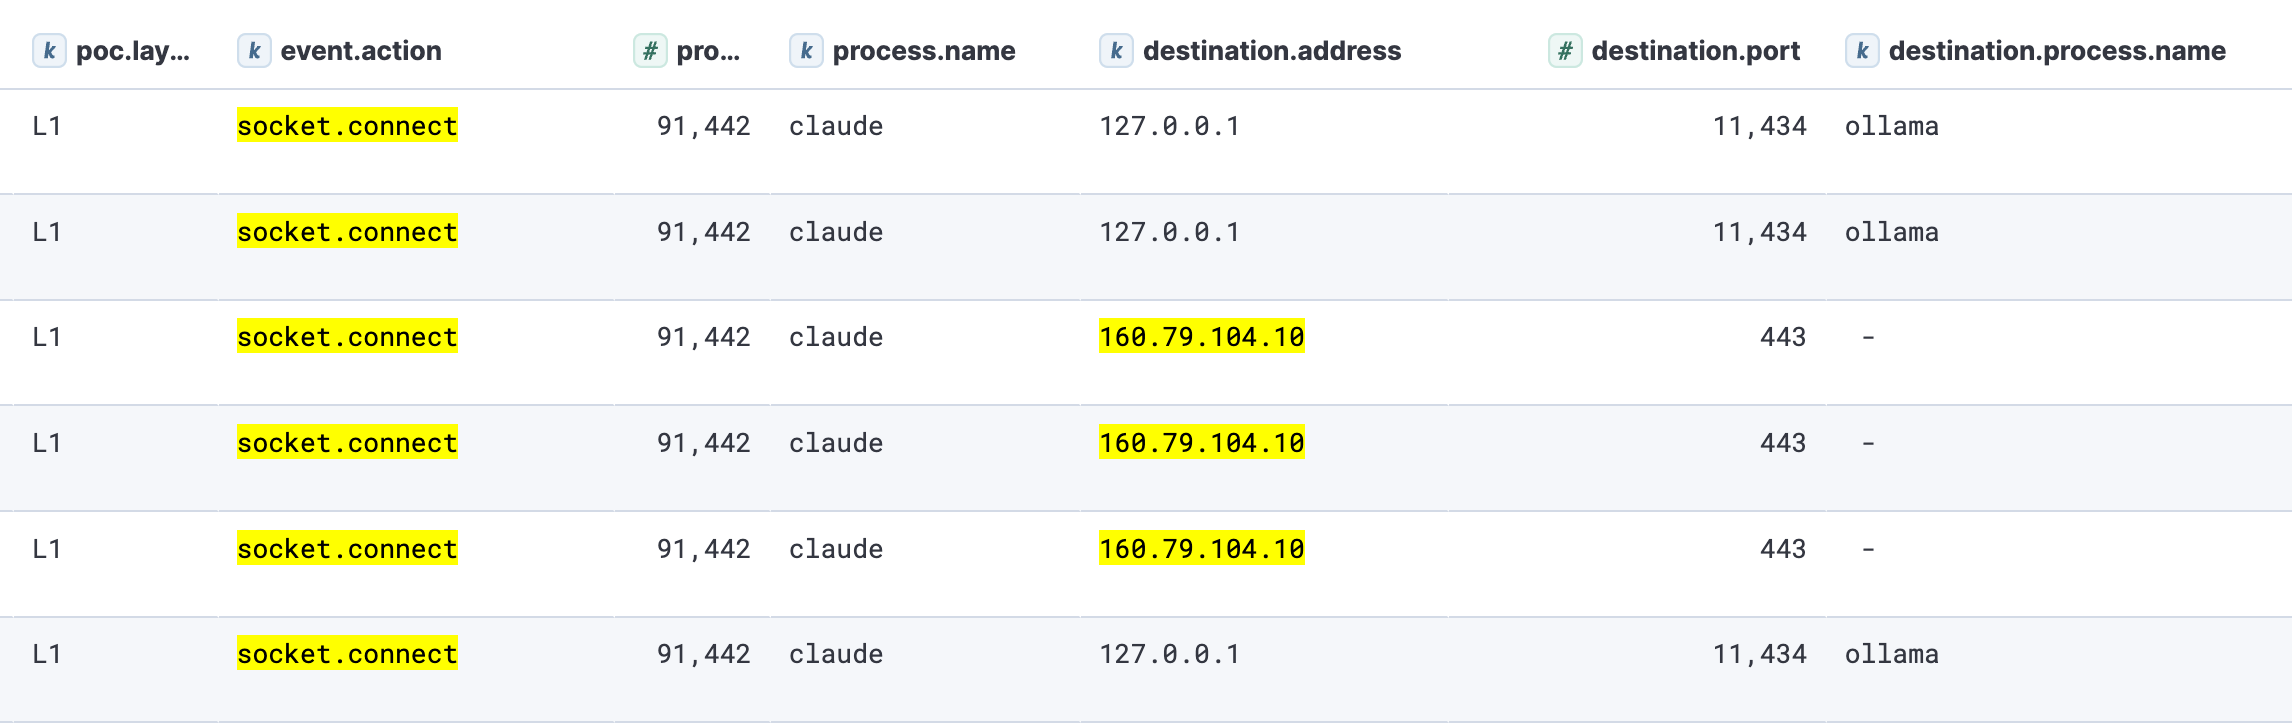 k poc.lay... k event.action # pro... k process.name k destination.address # destination.port k destination.process.name
L1 socket.connect 91,442 claude 127.0.0.1 11,434 ollama
L1 socket.connect 91,442 claude 127.0.0.1 11,434 ollama
L1 socket.connect 91,442 claude 160.79.104.10 443 -
L1 socket.connect 91,442 claude 160.79.104.10 443 -
L1 socket.connect 91,442 claude 160.79.104.10 443 -
L1 socket.connect 91,442 claude 127.0.0.1 11,434 ollama